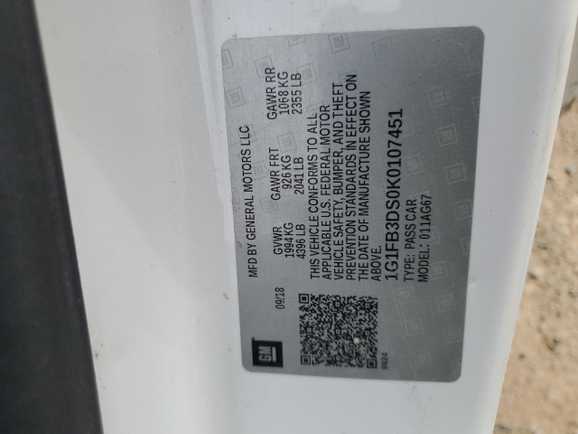 GM
09/18
MFD BY GENERAL MOTORS LLC
GVWR
1994 KG
4396 LB
GAWR FRT
926 KG
2041 LB
GAWR RR
1068 KG
2355 LB
THIS VEHICLE CONFORMS TO ALL
APPLICABLE U.S. FEDERAL MOTOR
VEHICLE SAFETY, BUMPER, AND THEFT
PREVENTION STANDARDS IN EFFECT ON
THE DATE OF MANUFACTURE SHOWN
ABOVE.
1G1FB3DS0K0107451
TYPE: PASS CAR
MODEL: 011AG67